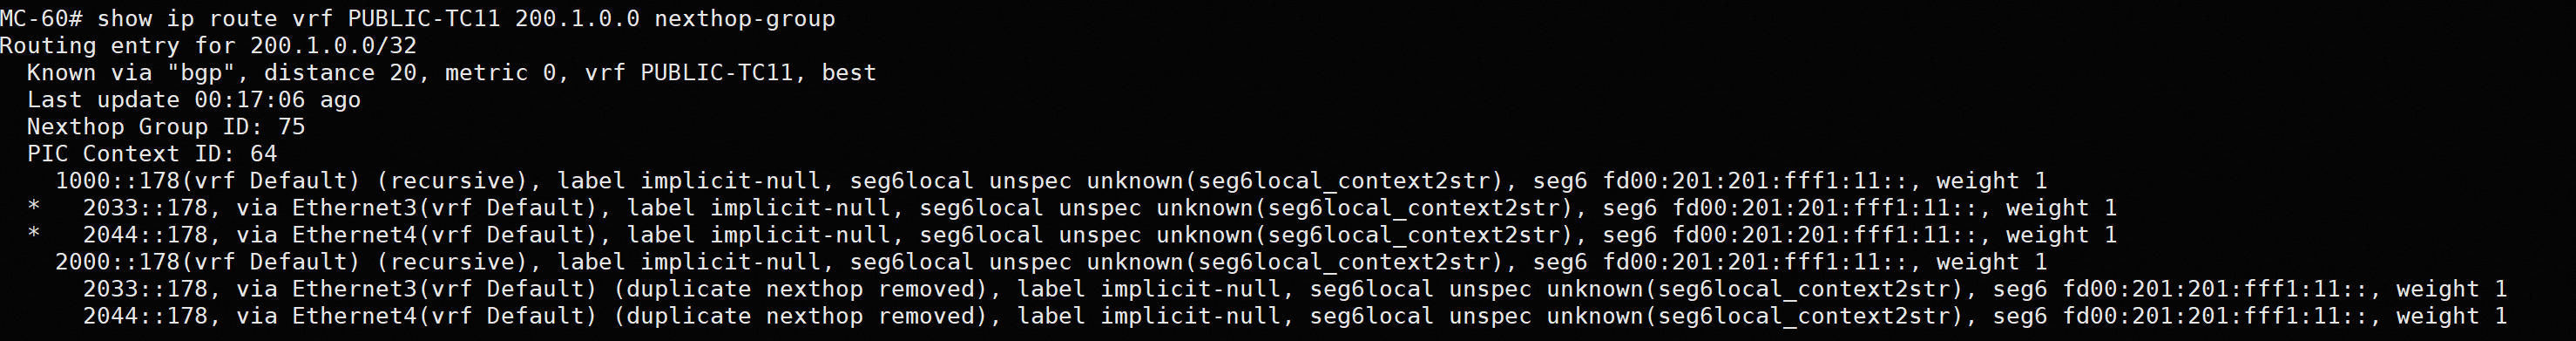 MC-60# show ip route vrf PUBLIC-TC11 200.1.0.0 nexthop-group
Routing entry for 200.1.0.0/32
  Known via "bgp", distance 20, metric 0, vrf PUBLIC-TC11, best
  Last update 00:17:06 ago
  Nexthop Group ID: 75
  PIC Context ID: 64
    1000::178(vrf Default) (recursive), label implicit-null, seg6local unspec unknown(seg6local_context2str), seg6 fd00:201:201:fff1:11::, weight 1
  *   2033::178, via Ethernet3(vrf Default), label implicit-null, seg6local unspec unknown(seg6local_context2str), seg6 fd00:201:201:fff1:11::, weight 1
  *   2044::178, via Ethernet4(vrf Default), label implicit-null, seg6local unspec unknown(seg6local_context2str), seg6 fd00:201:201:fff1:11::, weight 1
    2000::178(vrf Default) (recursive), label implicit-null, seg6local unspec unknown(seg6local_context2str), seg6 fd00:201:201:fff1:11::, weight 1
      2033::178, via Ethernet3(vrf Default) (duplicate nexthop removed), label implicit-null, seg6local unspec unknown(seg6local_context2str), seg6 fd00:201:201:fff1:11::, weight 1
      2044::178, via Ethernet4(vrf Default) (duplicate nexthop removed), label implicit-null, seg6local unspec unknown(seg6local_context2str), seg6 fd00:201:201:fff1:11::, weight 1